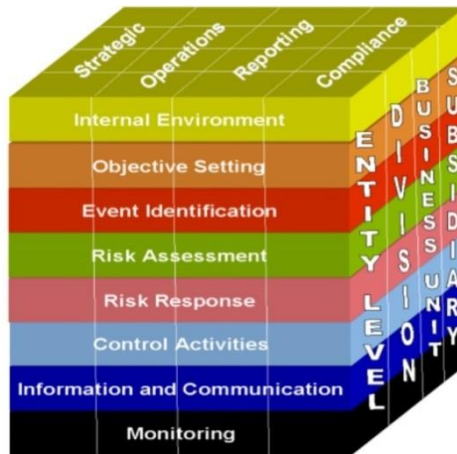 Strategic
Operations
Reporting
Compliance
Internal Environment
Objective Setting
Event Identification
Risk Assessment
Risk Response
Control Activities
Information and Communication
Monitoring
ENTITY LEVEL
DIVISION
BUSINESS UNIT
SUBSIDIARY